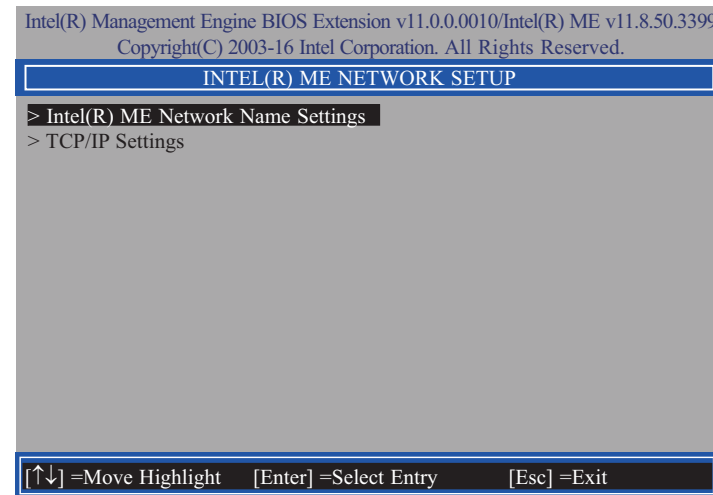 Intel(R) Management Engine BIOS Extension v11.0.0.0010/Intel(R) ME v11.8.50.3399
Copyright(C) 2003-16 Intel Corporation. All Rights Reserved.
INTEL(R) ME NETWORK SETUP
> Intel(R) ME Network Name Settings
> TCP/IP Settings
[↑↓] =Move Highlight [Enter] =Select Entry [Esc] =Exit